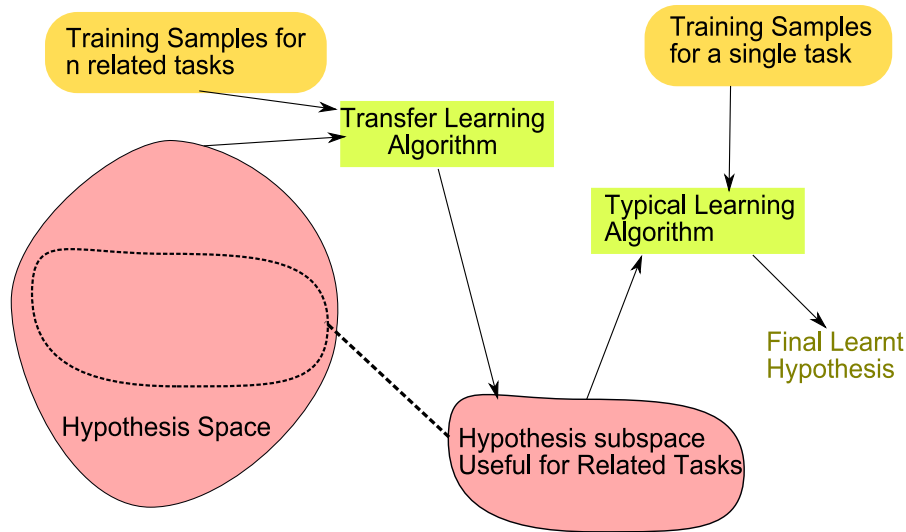 Training Samples for
n related tasks
Training Samples
for a single task
Transfer Learning
Algorithm
Typical Learning
Algorithm
Final Learnt
Hypothesis
Hypothesis Space
Hypothesis subspace
Useful for Related Tasks